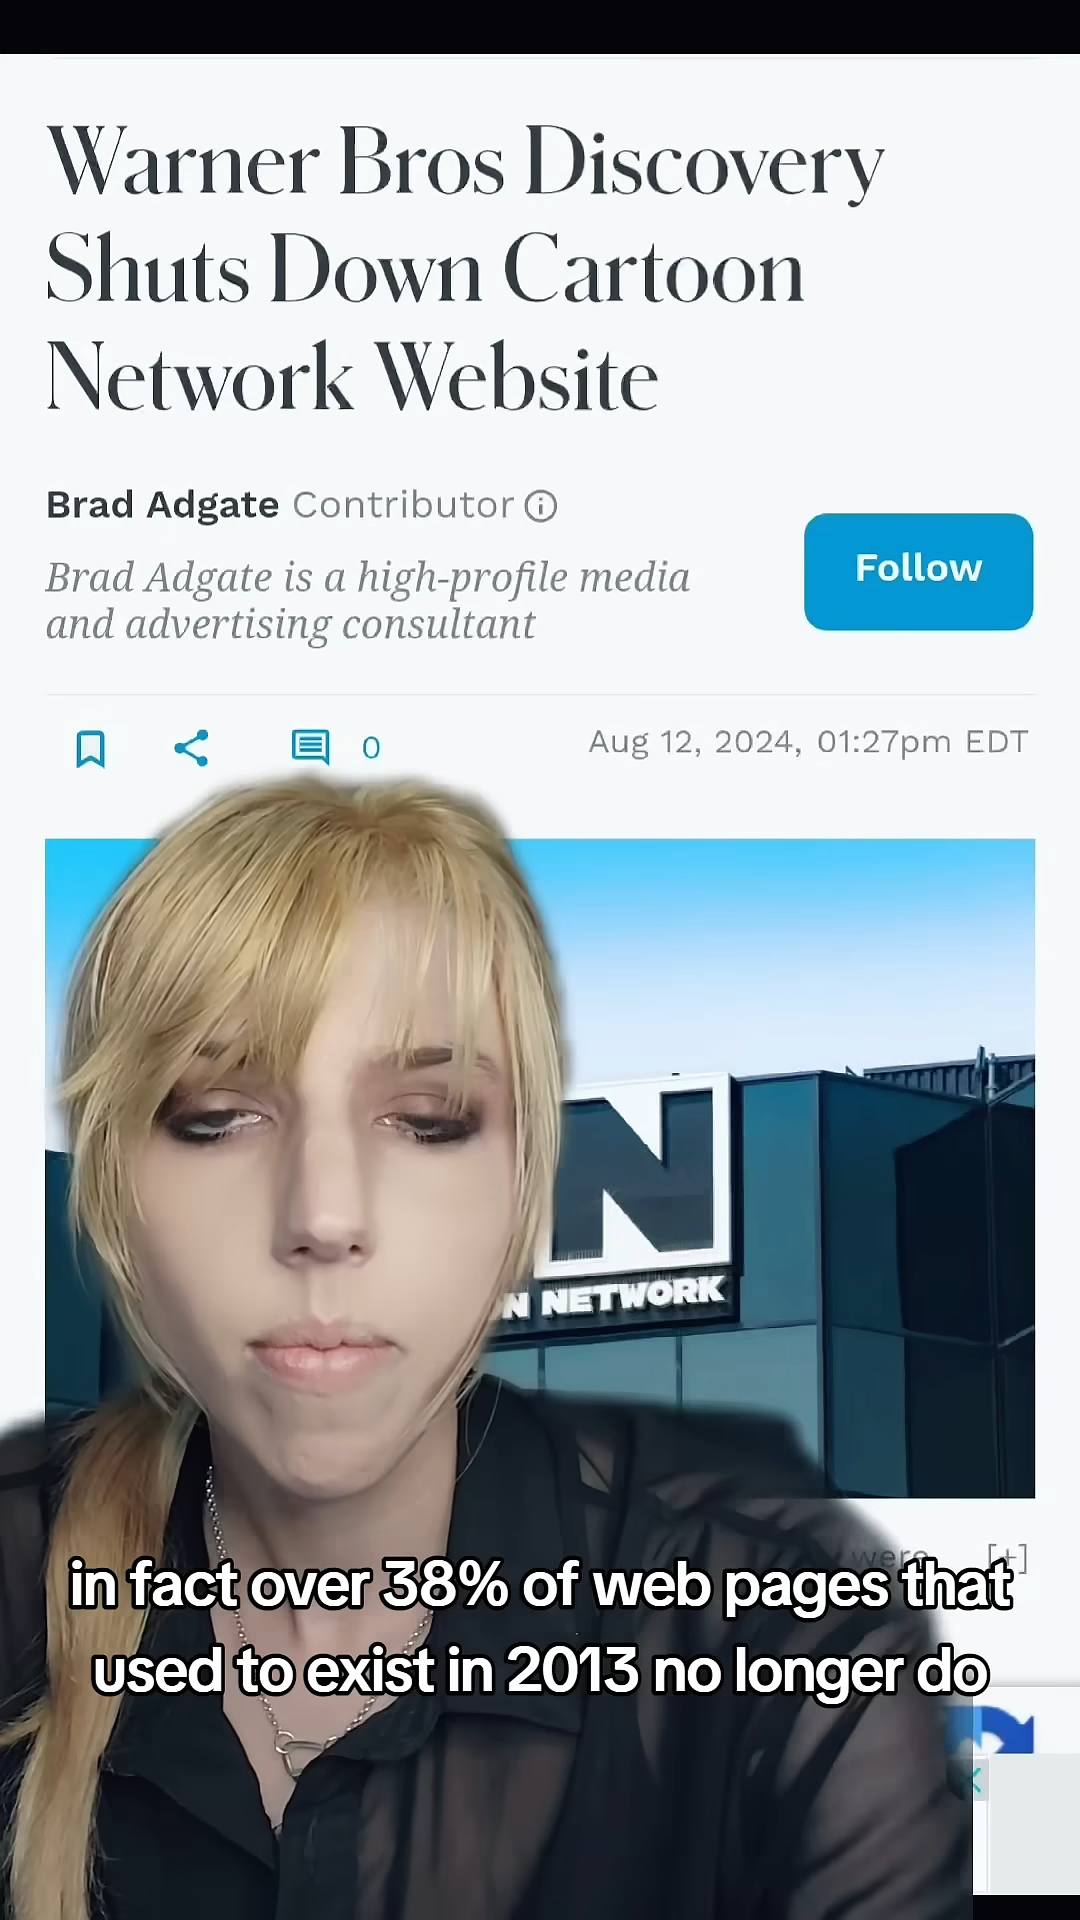 Warner Bros Discovery
Shuts Down Cartoon
Network Website
Brad Adgate Contributor
Brad Adgate is a high-profile media
and advertising consultant
Follow
0
Aug 12, 2024, 01:27pm EDT
N
N NETWORK
were [+]
in fact over 38% of web pages that
used to exist in 2013 no longer do